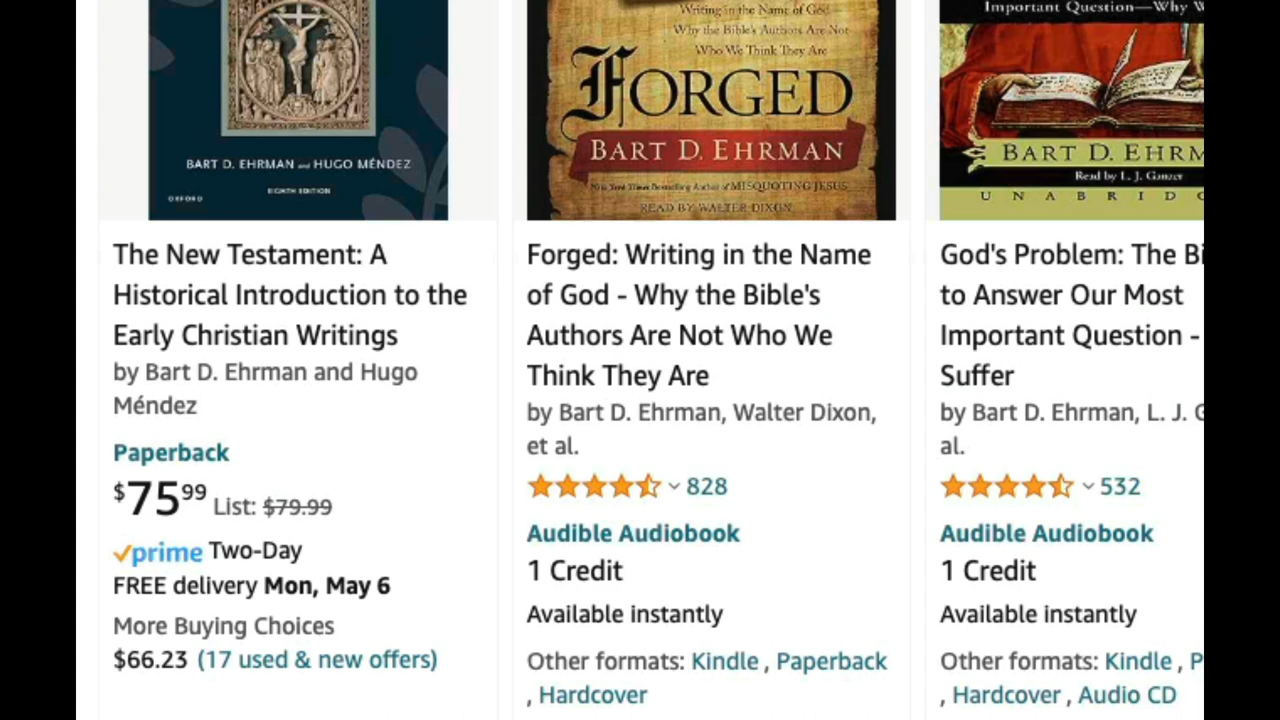 BART D. EHRMAN and HUGO MÉNDEZ
EIGHTH EDITION
OXFORD
The New Testament: A
Historical Introduction to the
Early Christian Writings
by Bart D. Ehrman and Hugo
Méndez
Paperback
$75.99 List: $79.99
prime Two-Day
FREE delivery Mon, May 6
More Buying Choices
$66.23 (17 used & new offers)
Writing in the Name of God
Why the Bible's Authors Are Not
Who We Think They Are
FORGED
BART D. EHRMAN
New York Times Bestselling Author of MISQUOTING JESUS
READ BY WALTER DIXON
Forged: Writing in the Name
of God - Why the Bible's
Authors Are Not Who We
Think They Are
by Bart D. Ehrman, Walter Dixon,
et al.
828
Audible Audiobook
1 Credit
Available instantly
Other formats: Kindle , Paperback
, Hardcover
Important Question—Why W
BART D. EHRM
Read by L. J. Ganzer
UNABRIDG
God's Problem: The Bi
to Answer Our Most
Important Question -
Suffer
by Bart D. Ehrman, L. J. G
al.
532
Audible Audiobook
1 Credit
Available instantly
Other formats: Kindle , P
, Hardcover , Audio CD